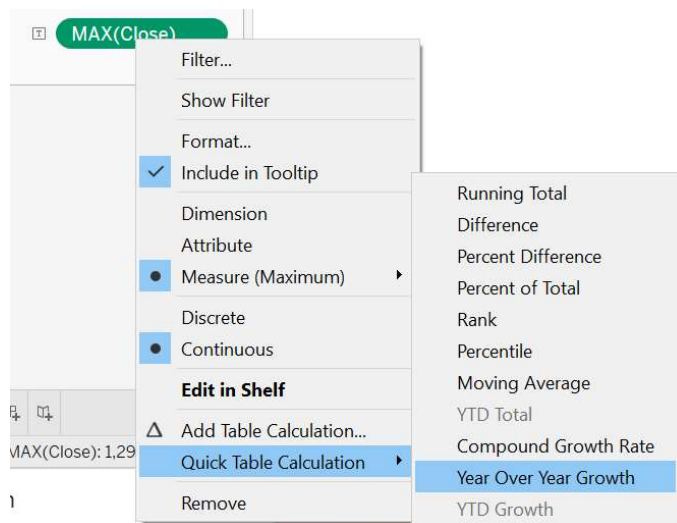 MAX(Close)
Filter...
Show Filter
Format...
Include in Tooltip
Dimension
Attribute
Measure (Maximum)
Discrete
Continuous
Edit in Shelf
Add Table Calculation...
Quick Table Calculation
Remove
Running Total
Difference
Percent Difference
Percent of Total
Rank
Percentile
Moving Average
YTD Total
Compound Growth Rate
Year Over Year Growth
YTD Growth
MAX(Close): 1,29